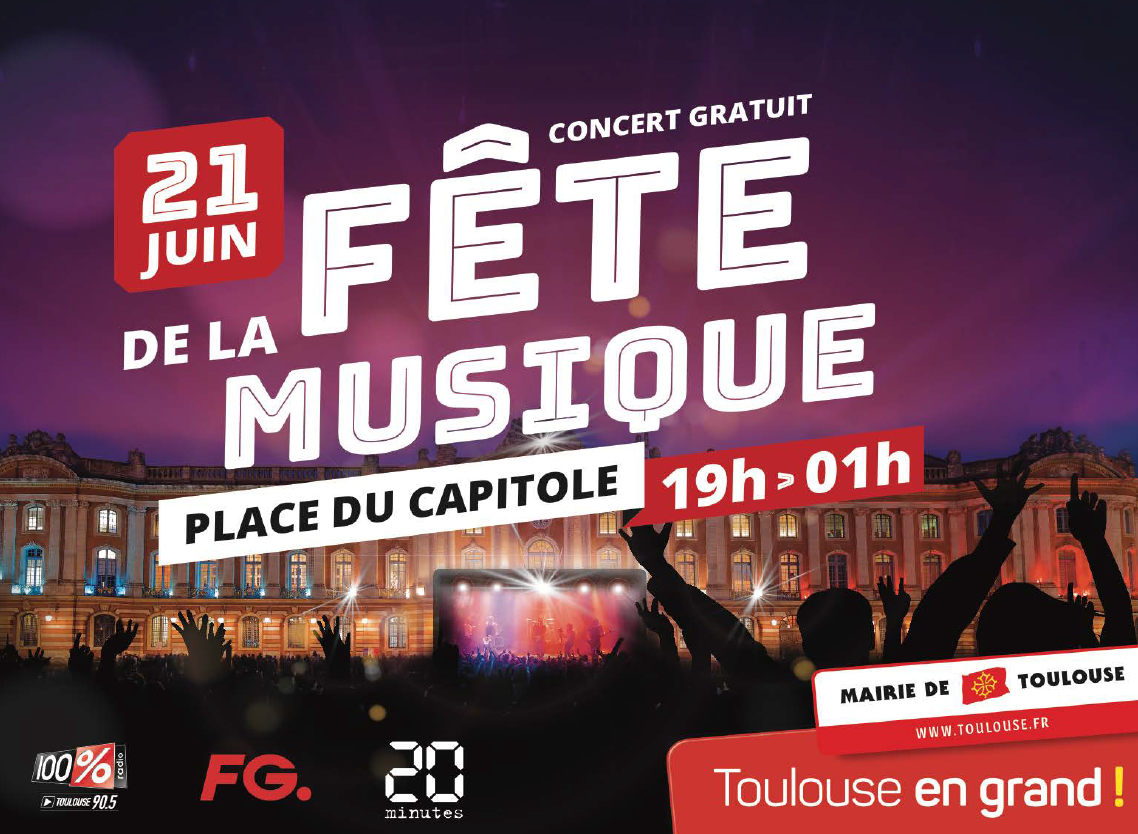 CONCERT GRATUIT
21
JUIN
FÊTE
DE LA
MUSIQUE
PLACE DU CAPITOLE
19h > 01h
MAIRIE DE TOULOUSE
WWW.TOULOUSE.FR
100% radio
TOULOUSE 90.5
FG.
20
minutes
Toulouse en grand !